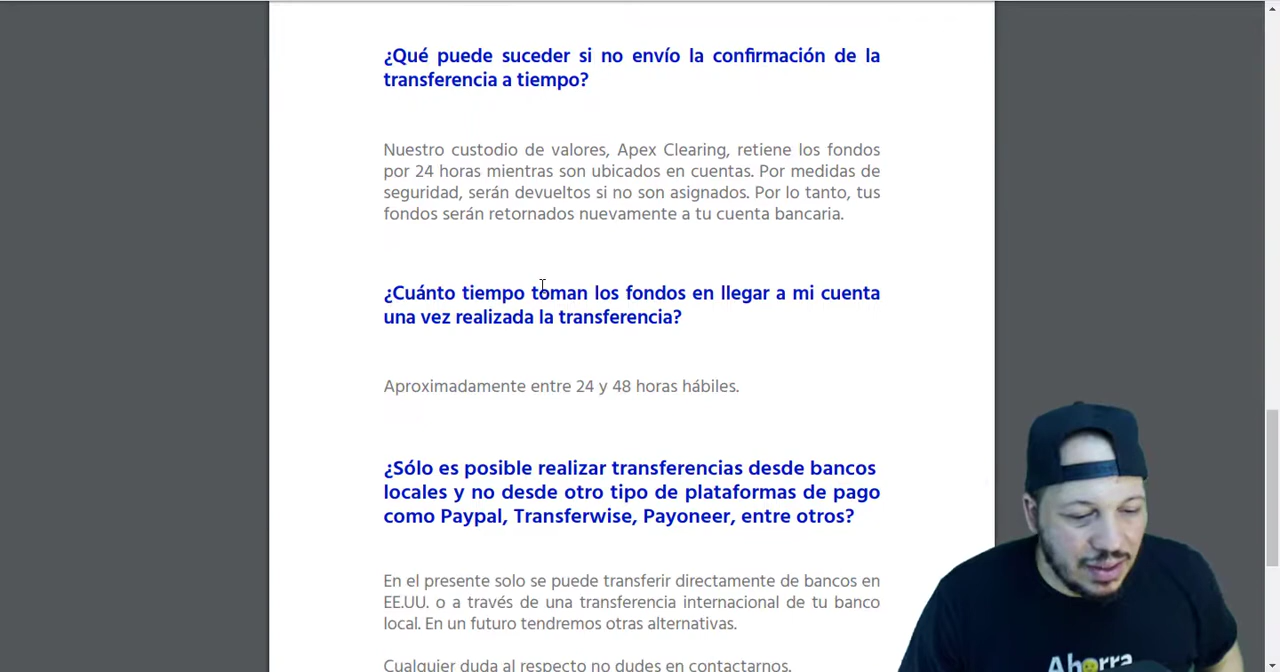 ¿Qué puede suceder si no envío la confirmación de la
transferencia a tiempo?
Nuestro custodio de valores, Apex Clearing, retiene los fondos
por 24 horas mientras son ubicados en cuentas. Por medidas de
seguridad, serán devueltos si no son asignados. Por lo tanto, tus
fondos serán retornados nuevamente a tu cuenta bancaria.
¿Cuánto tiempo toman los fondos en llegar a mi cuenta
una vez realizada la transferencia?
Aproximadamente entre 24 y 48 horas hábiles.
¿Sólo es posible realizar transferencias desde bancos
locales y no desde otro tipo de plataformas de pago
como Paypal, Transferwise, Payoneer, entre otros?
En el presente solo se puede transferir directamente de bancos en
EE.UU. o a través de una transferencia internacional de tu banco
local. En un futuro tendremos otras alternativas.
Cualquier duda al respecto no dudes en contactarnos.
Ahorra